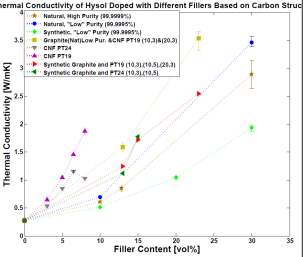 hermal Conductivity of Hysol Doped with Different Fillers Based on Carbon Struc
Natural, High Purity (99.9999%)
Natural, "Low" Purity (99.9995%)
Synthetic, "Low" Purity (99.9995%)
Graphite(Nat)Low Pur. &CNF PT19 (10,3)&(20,3)
CNF PT24
CNF PT19
Synthetic Graphite and PT19 (10,3),(10,5),(20,3)
Synthetic Graphite and PT24 (10,3),(10,5)
Thermal Conductivity [W/mK]
4
3.5
3
2.5
2
1.5
1
0.5
0
0 5 10 15 20 25 30 35
Filler Content [vol%]